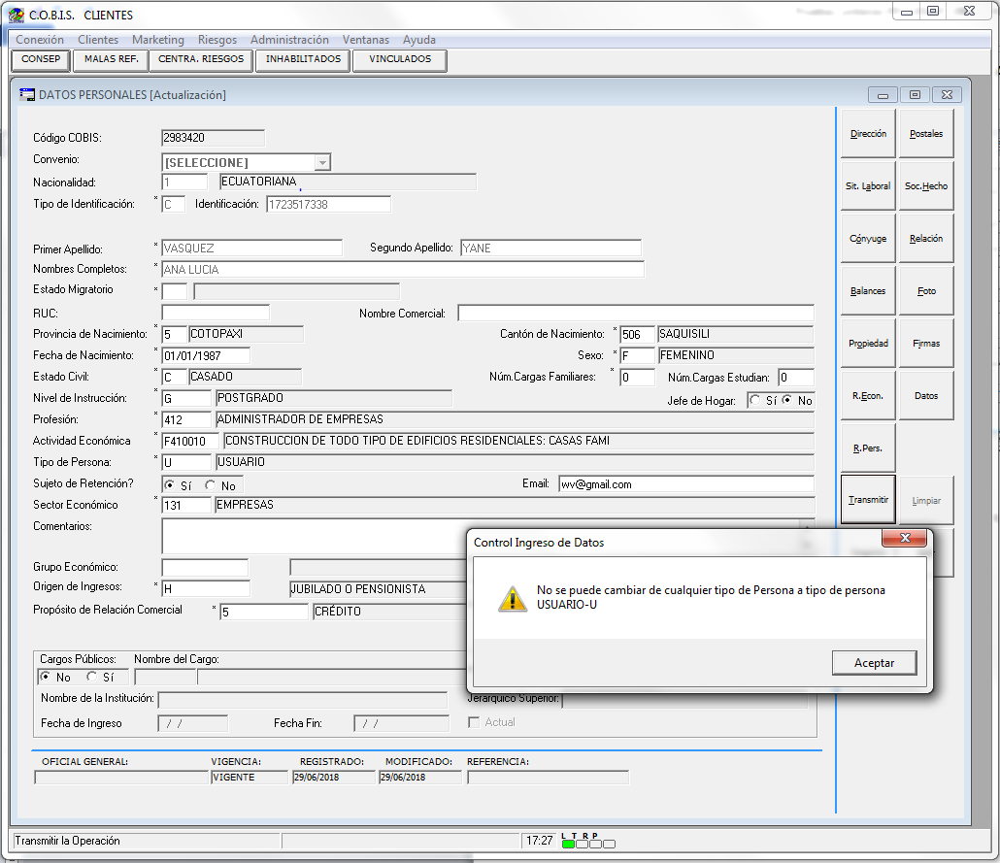 C.O.B.I.S. CLIENTES
Conexión Clientes Marketing Riesgos Administración Ventanas Ayuda
CONSEP MALAS REF. CENTRA. RIESGOS INHABILITADOS VINCULADOS
DATOS PERSONALES [Actualización]
Código COBIS: 2983420
Convenio: [SELECCIONE]
Nacionalidad: 1 ECUATORIANA
Tipo de Identificación: * C Identificación: 1723517338
Primer Apellido: * VASQUEZ Segundo Apellido: YANE
Nombres Completos: * ANA LUCIA
Estado Migratorio *
RUC: Nombre Comercial:
Provincia de Nacimiento: * 5 COTOPAXI Cantón de Nacimiento: * 506 SAQUISILI
Fecha de Nacimiento: * 01/01/1987 Sexo: * F FEMENINO
Estado Civil: * C CASADO Núm.Cargas Familiares: * 0 Núm.Cargas Estudian: 0
Nivel de Instrucción: * G POSTGRADO Jefe de Hogar: Sí No
Profesión: * 412 ADMINISTRADOR DE EMPRESAS
Actividad Económica * F410010 CONSTRUCCION DE TODO TIPO DE EDIFICIOS RESIDENCIALES: CASAS FAMI
Tipo de Persona: * U USUARIO
Sujeto de Retención? Sí No Email: wv@gmail.com
Sector Económico * 131 EMPRESAS
Comentarios:
Grupo Económico:
Origen de Ingresos: * H JUBILADO O PENSIONISTA
Propósito de Relación Comercial * 5 CRÉDITO
Cargos Públicos: Nombre del Cargo:
No Sí
Nombre de la Institución: Jerárquico Superior:
Fecha de Ingreso / / Fecha Fin: / / Actual
OFICIAL GENERAL: VIGENCIA: REGISTRADO: MODIFICADO: REFERENCIA:
VIGENTE 29/06/2018 29/06/2018
Dirección Postales
Sit. Laboral Soc.Hecho
Cónyuge Relación
Balances Foto
Propiedad Firmas
R.Econ. Datos
R.Pers.
Transmitir Limpiar
Control Ingreso de Datos
No se puede cambiar de cualquier tipo de Persona a tipo de persona
USUARIO-U
Aceptar
Transmitir la Operación 17:27 L T R P